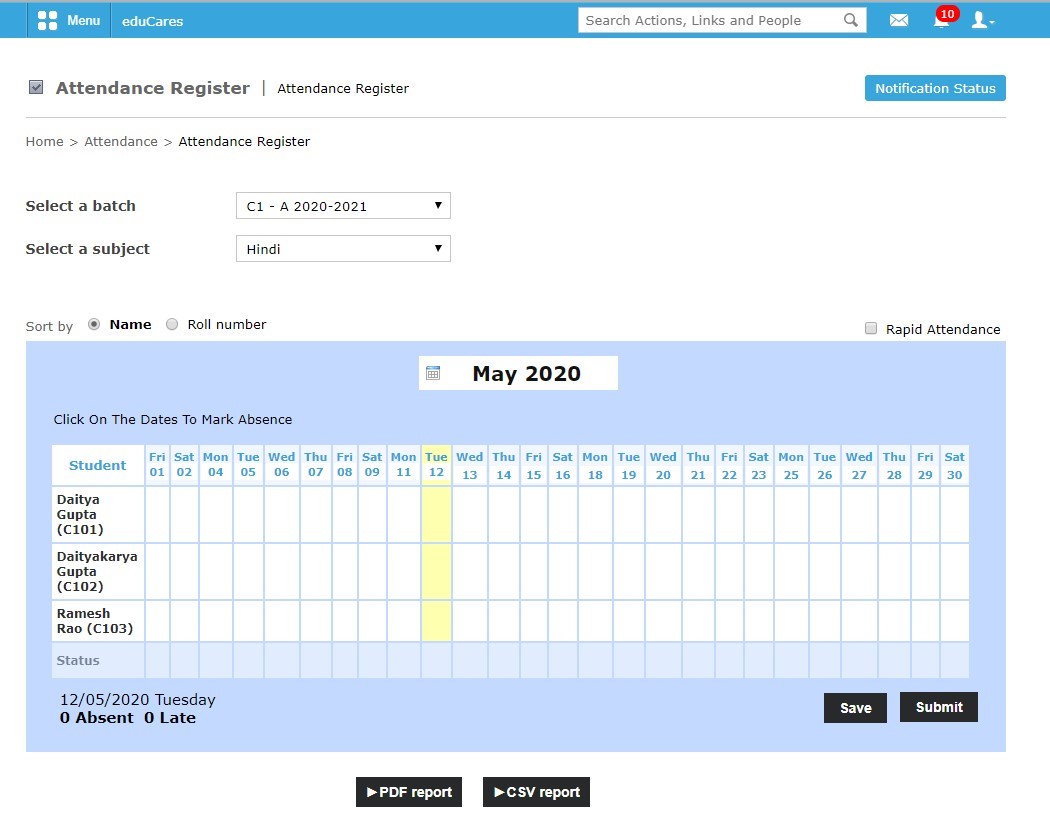 Menu eduCares Search Actions, Links and People 10
Attendance Register | Attendance Register Notification Status
Home > Attendance > Attendance Register
Select a batch C1 - A 2020-2021
Select a subject Hindi
Sort by Name Roll number Rapid Attendance
May 2020
Click On The Dates To Mark Absence
Student Fri Sat Mon Tue Wed Thu Fri Sat Mon Tue Wed Thu Fri Sat Mon Tue Wed Thu Fri Sat Mon Tue Wed Thu Fri Sat
01 02 04 05 06 07 08 09 11 12 13 14 15 16 18 19 20 21 22 23 25 26 27 28 29 30
Daitya
Gupta
(C101)
Daityakarya
Gupta
(C102)
Ramesh
Rao (C103)
Status
12/05/2020 Tuesday
0 Absent 0 Late Save Submit
►PDF report ►CSV report